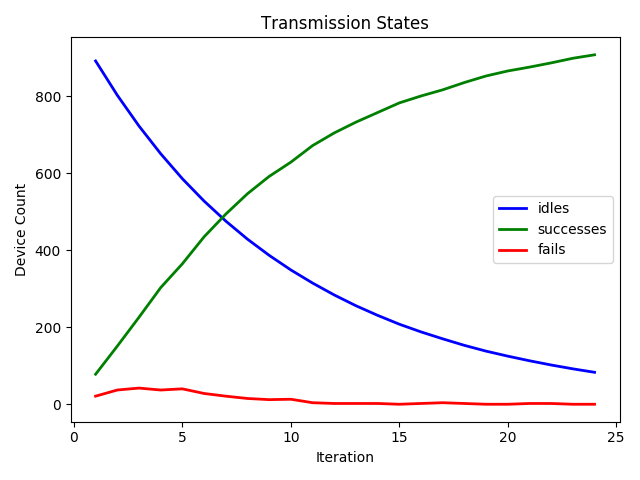 Transmission States
Device Count
800
600
400
200
0
idles
successes
fails
0 5 10 15 20 25
Iteration